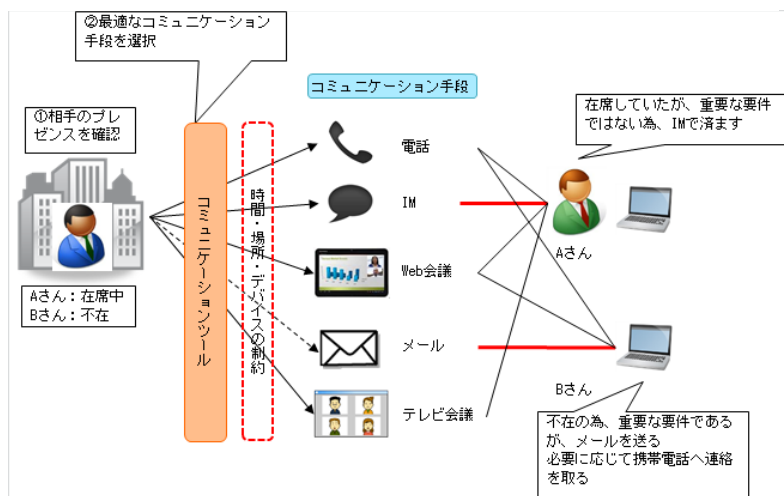 ②最適なコミュニケーション
手段を選択
コミュニケーション手段
①相手のプレ
ゼンスを確認
在席していたが、重要な要件
ではない為、IMで済ます
コミュニケーションツール
時間・場所・デバイスの制約
電話
IM
Web会議
メール
テレビ会議
Aさん
Aさん：在席中
Bさん：不在
Bさん
不在の為、重要な要件である
が、メールを送る
必要に応じて携帯電話へ連絡
を取る